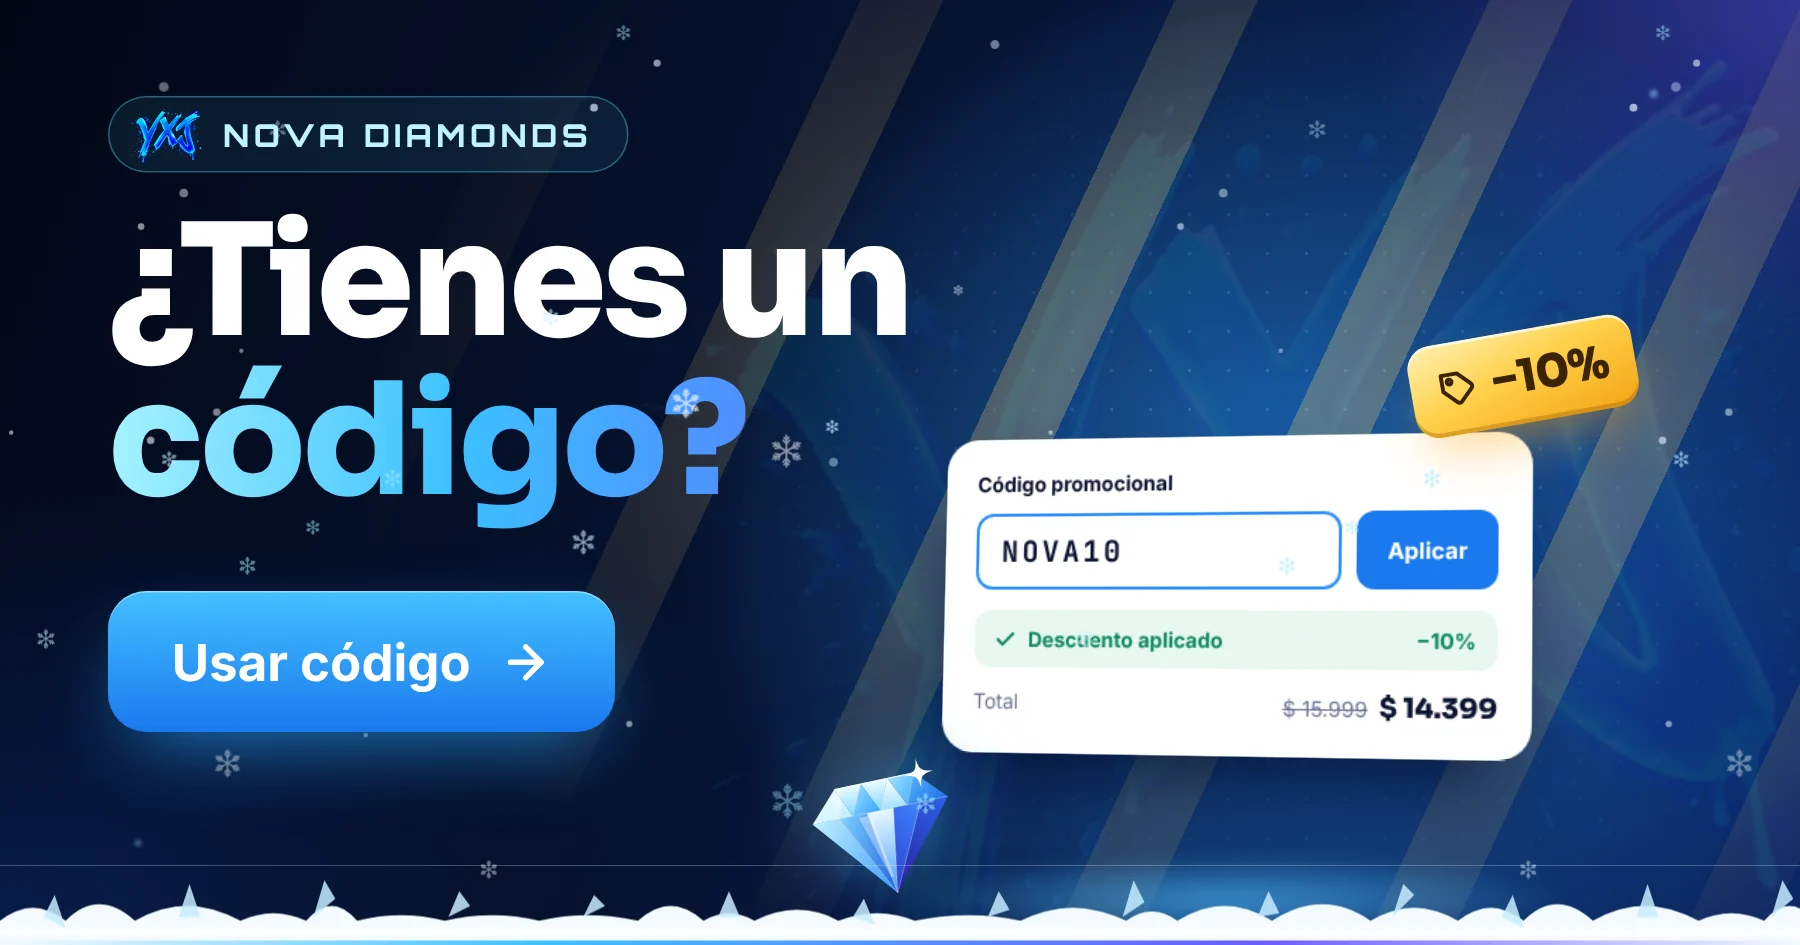 YXJ NOVA DIAMONDS
¿Tienes un
código?
Usar código
−10%
Código promocional
NOVA10
Aplicar
Descuento aplicado −10%
Total $ 15.999 $ 14.399